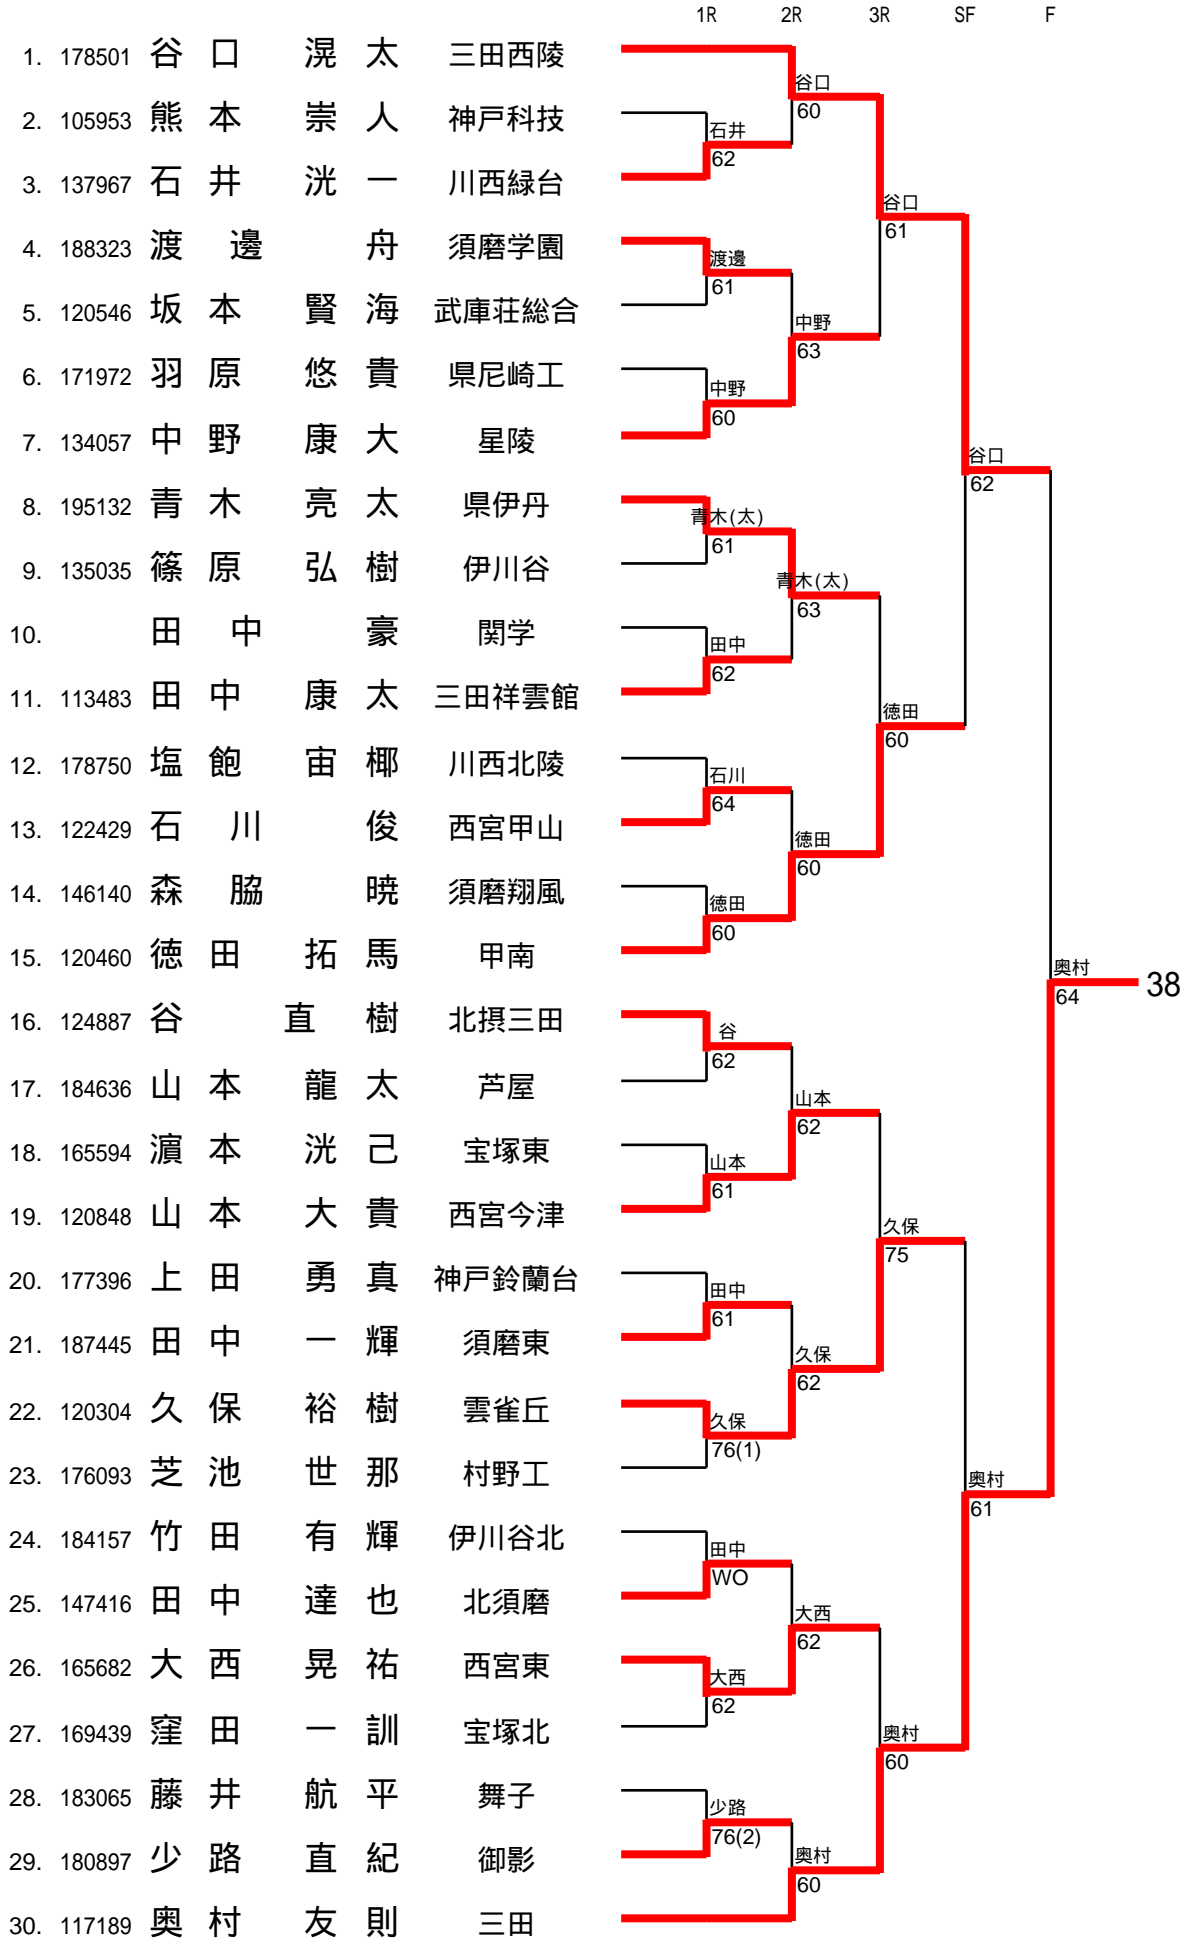 1R 2R 3R SF F
1. 178501 谷口 滉太 三田西陵
谷口
60
2. 105953 熊本 崇人 神戸科技
石井
62
3. 137967 石井 洸一 川西緑台
谷口
61
4. 188323 渡邊 舟 須磨学園
渡邊
61
5. 120546 坂本 賢海 武庫荘総合
中野
63
6. 171972 羽原 悠貴 県尼崎工
中野
60
7. 134057 中野 康大 星陵
谷口
62
8. 195132 青木 亮太 県伊丹
青木(太)
61
9. 135035 篠原 弘樹 伊川谷
青木(太)
63
10. 田中 豪 関学
田中
62
11. 113483 田中 康太 三田祥雲館
徳田
60
12. 178750 塩飽 宙椰 川西北陵
石川
64
13. 122429 石川 俊 西宮甲山
徳田
60
14. 146140 森脇 暁 須磨翔風
徳田
60
15. 120460 徳田 拓馬 甲南
奥村
64
38
16. 124887 谷 直樹 北摂三田
谷
62
17. 184636 山本 龍太 芦屋
山本
62
18. 165594 濵本 洸己 宝塚東
山本
61
19. 120848 山本 大貴 西宮今津
久保
75
20. 177396 上田 勇真 神戸鈴蘭台
田中
61
21. 187445 田中 一輝 須磨東
久保
62
22. 120304 久保 裕樹 雲雀丘
久保
76(1)
23. 176093 芝池 世那 村野工
奥村
61
24. 184157 竹田 有輝 伊川谷北
田中
WO
25. 147416 田中 達也 北須磨
大西
62
26. 165682 大西 晃祐 西宮東
大西
62
27. 169439 窪田 一訓 宝塚北
奥村
60
28. 183065 藤井 航平 舞子
少路
76(2)
29. 180897 少路 直紀 御影
奥村
60
30. 117189 奥村 友則 三田